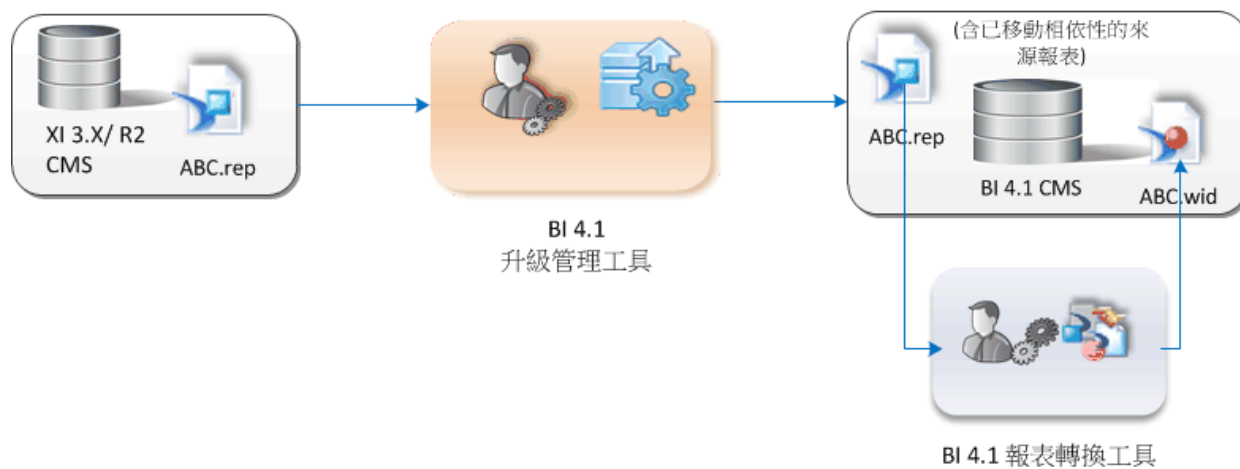 XI 3.X/ R2
CMS
ABC.rep
BI 4.1
升級管理工具
(含已移動相依性的來
源報表)
ABC.rep
BI 4.1 CMS
ABC.wid
BI 4.1 報表轉換工具